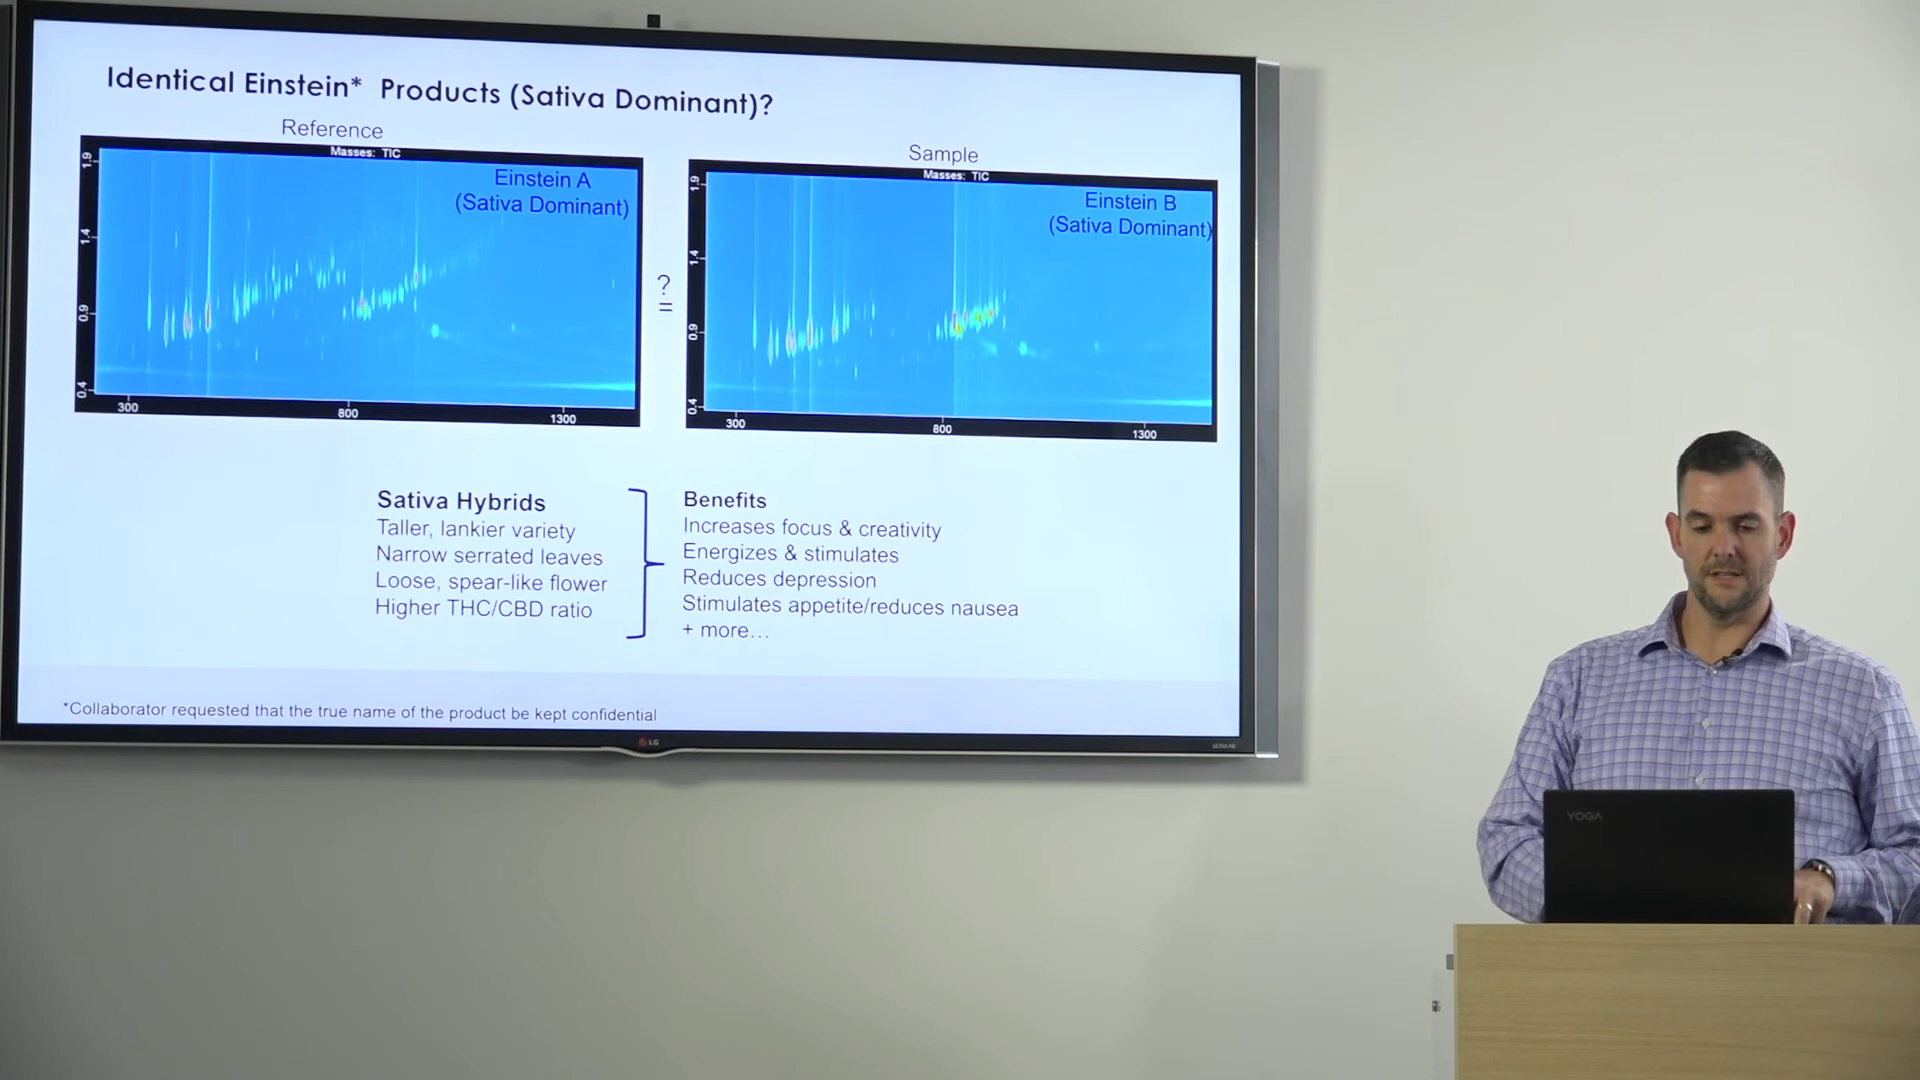 Identical Einstein* Products (Sativa Dominant)?
Reference
Masses: TIC
Einstein A
(Sativa Dominant)
1.9
1.4
0.9
0.4
300 800 1300
?
=
Sample
Masses: TIC
Einstein B
(Sativa Dominant)
1.9
1.4
0.9
0.4
300 800 1300
Sativa Hybrids
Taller, lankier variety
Narrow serrated leaves
Loose, spear-like flower
Higher THC/CBD ratio
Benefits
Increases focus & creativity
Energizes & stimulates
Reduces depression
Stimulates appetite/reduces nausea
+ more…
*Collaborator requested that the true name of the product be kept confidential
LG
YOGA